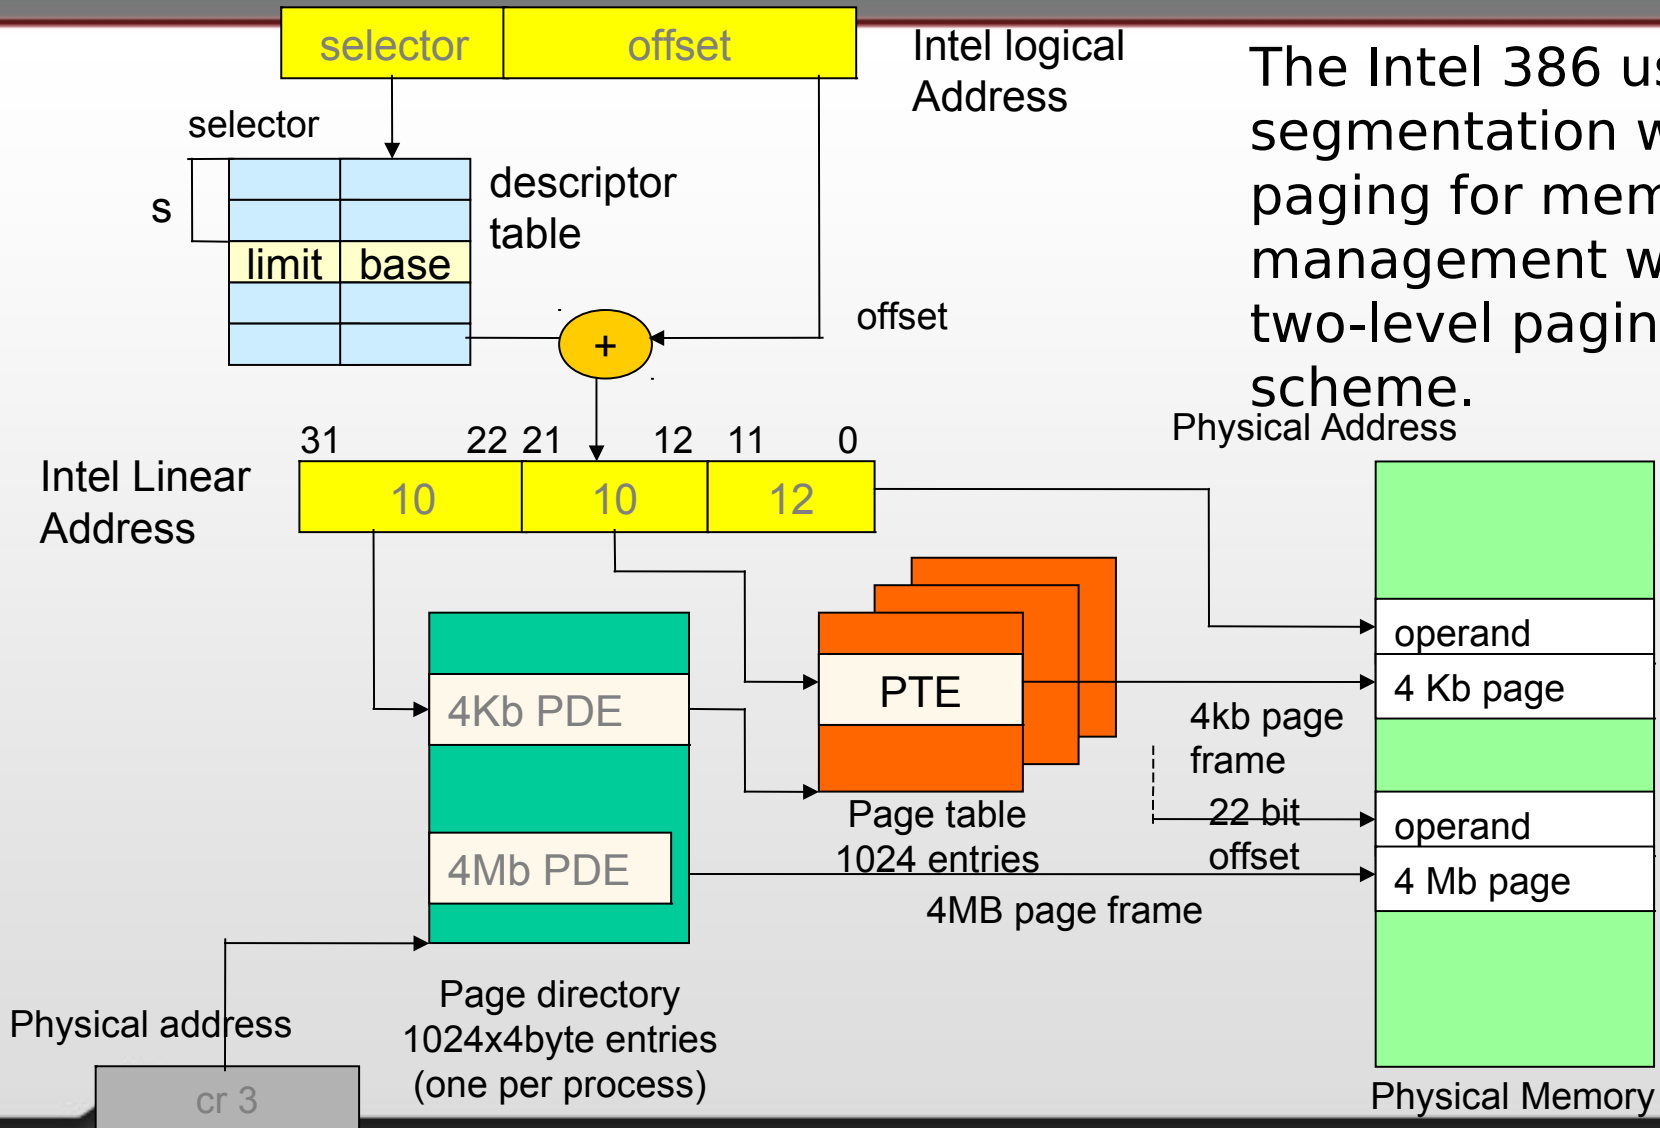 selector offset
Intel logical
Address
The Intel 386
segmentation
paging for
management
two-level
scheme.
selector
s
descriptor
table
limit base
+
offset
31 22 21 12 11 0
Physical Address
Intel Linear
Address
10 10 12
operand
4 Kb page
4Kb PDE
PTE
4kb page
frame
22 bit
offset
operand
4 Mb page
Page table
1024 entries
4Mb PDE
4MB page frame
Page directory
1024x4byte entries
(one per process)
Physical address
cr 3
Physical Memory